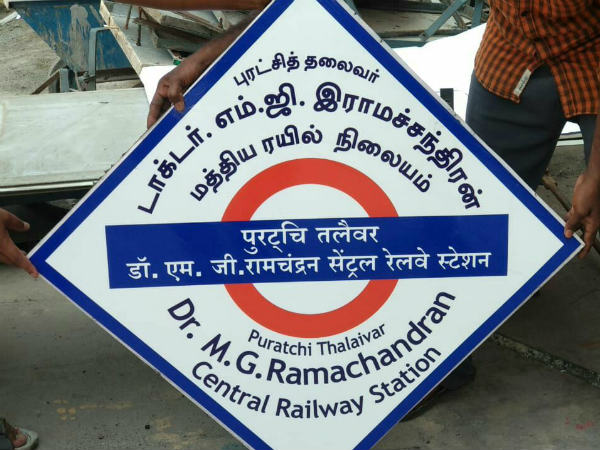 புரட்சித் தலைவர்
டாக்டர். எம்.ஜி. இராமச்சந்திரன்
மத்திய ரயில் நிலையம்
पुरट्चि तलैवर
डॉ. एम. जी.रामचंद्रन सेंट्रल रेलवे स्टेशन
Puratchi Thalaivar
Dr. M.G.Ramachandran
Central Railway Station